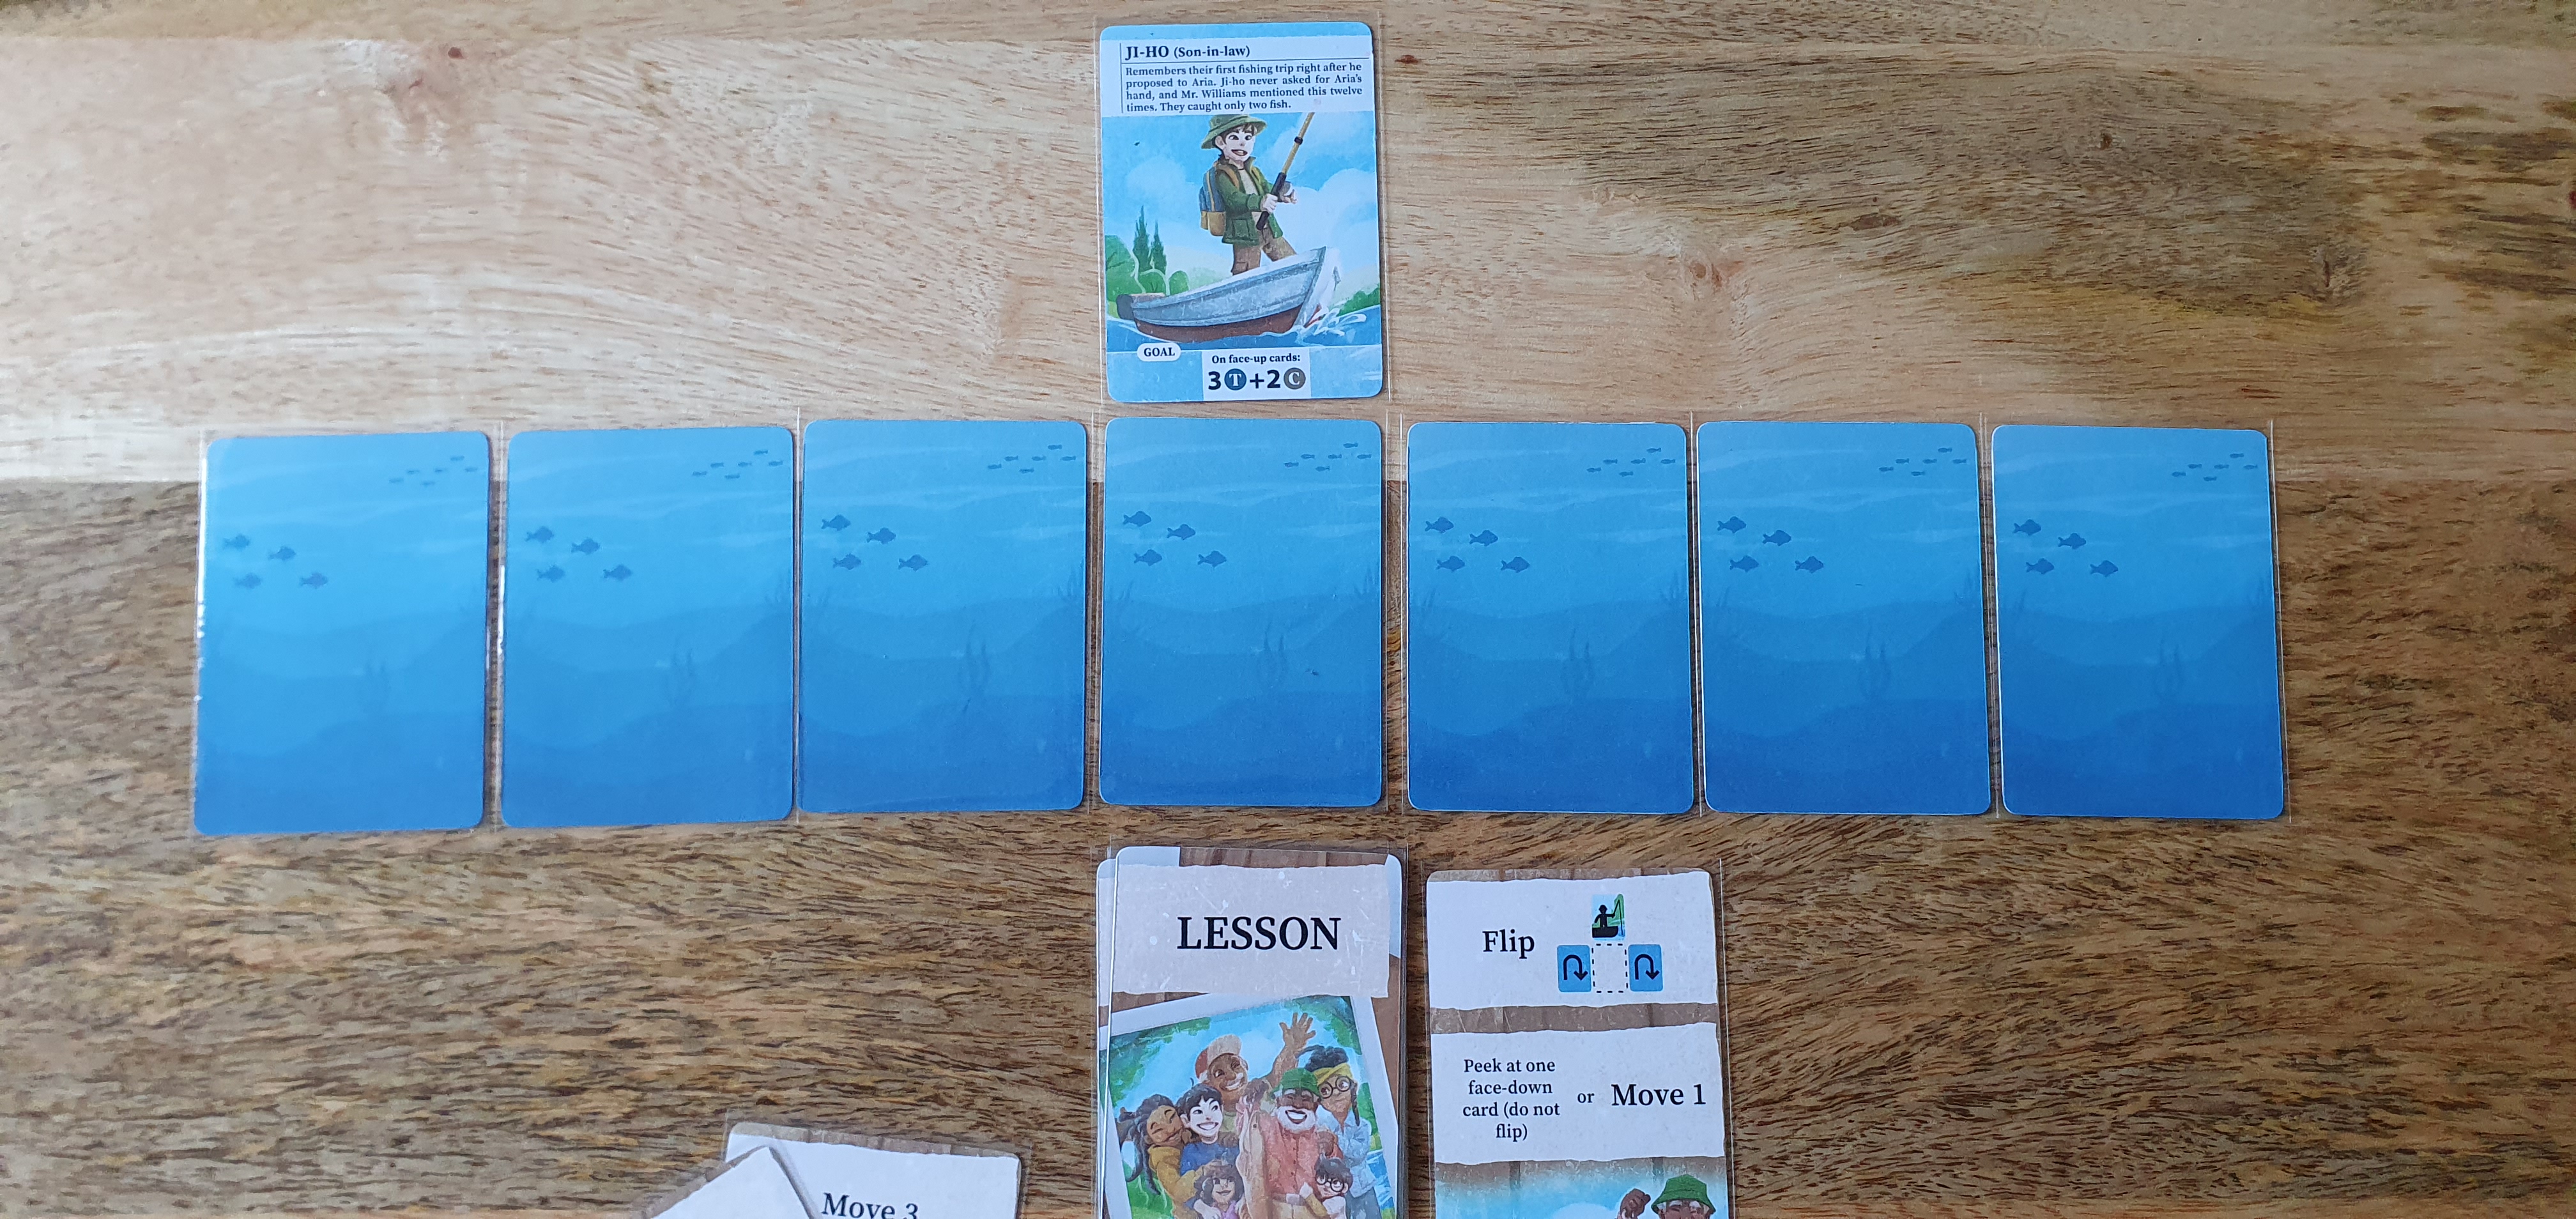 JI-HO (Son-in-law)
Remembers their first fishing trip right after he
proposed to Aria. Ji-ho never asked for Aria's
hand, and Mr. Williams mentioned this twelve
times. They caught only two fish.
GOAL
On face-up cards:
3 T + 2 C
LESSON
Flip
Peek at one
face-down
card (do not
flip)
or
Move 1
Move 3